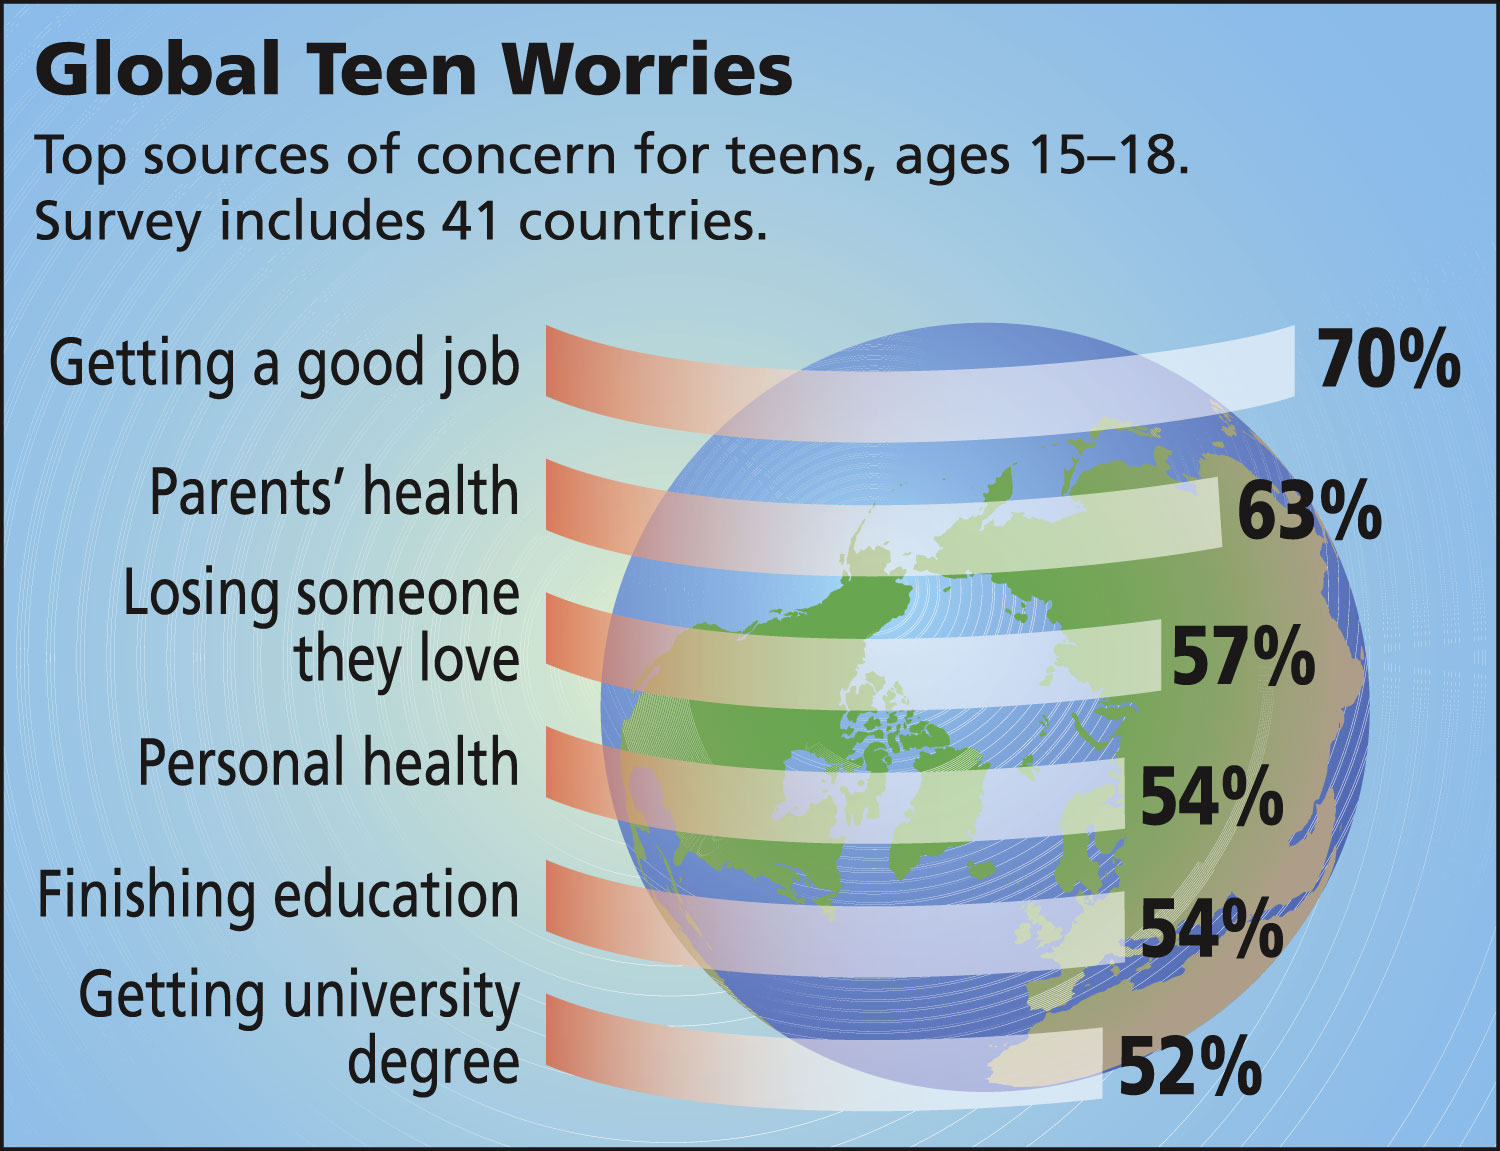 Global Teen Worries
Top sources of concern for teens, ages 15–18.
Survey includes 41 countries.
Getting a good job
70%
Parents’ health
63%
Losing someone
they love
57%
Personal health
54%
Finishing education
54%
Getting university
degree
52%